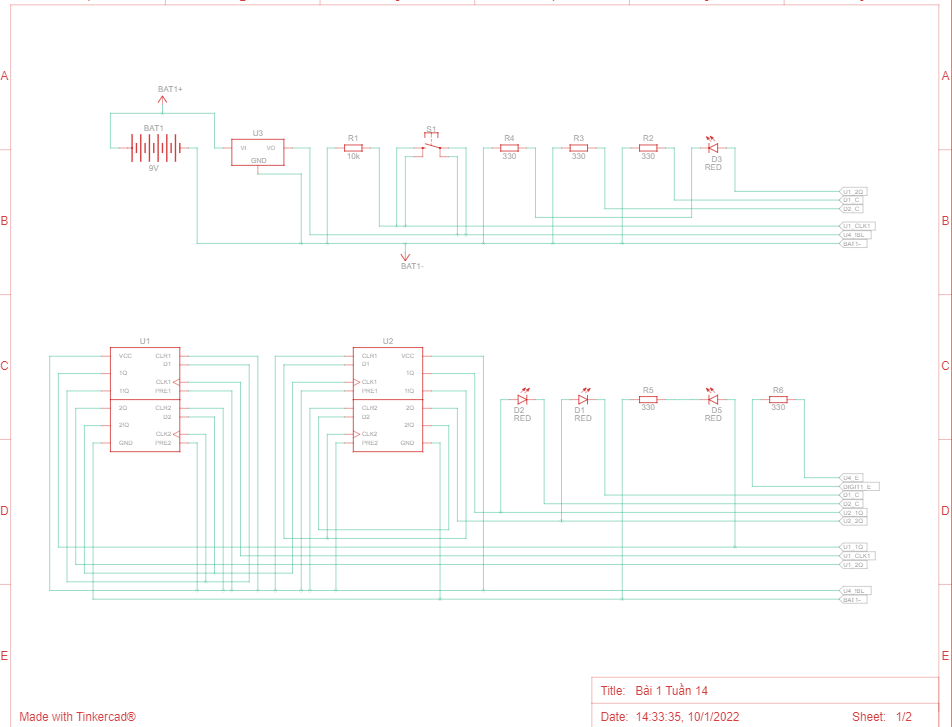 A
A
BAT1+
BAT1
9V
U3
VI VO
GND
R1
10k
S1
R4
330
R3
330
R2
330
D3
RED
U1_2Q
D1_C
D2_C
B
B
U1_CLK1
U4_!BL
BAT1-
BAT1-
U1
VCC CLR1
D1
1Q
CLK1
!1Q PRE1
2Q CLR2
D2
2!Q
CLK2
GND PRE2
U2
CLR1 VCC
D1
1Q
CLK1
PRE1 !1Q
CLR2 2Q
D2
2!Q
CLK2
PRE2 GND
C
C
D2
RED
D1
RED
R5
330
D5
RED
R6
330
U4_E
DIGIT1_E
D1_C
D2_C
U2_1Q
U2_2Q
D
D
U1_1Q
U1_CLK1
U1_2Q
U4_!BL
BAT1-
E
E
Title: Bài 1 Tuần 14
Made with Tinkercad®
Date: 14:33:35, 10/1/2022 Sheet: 1/2